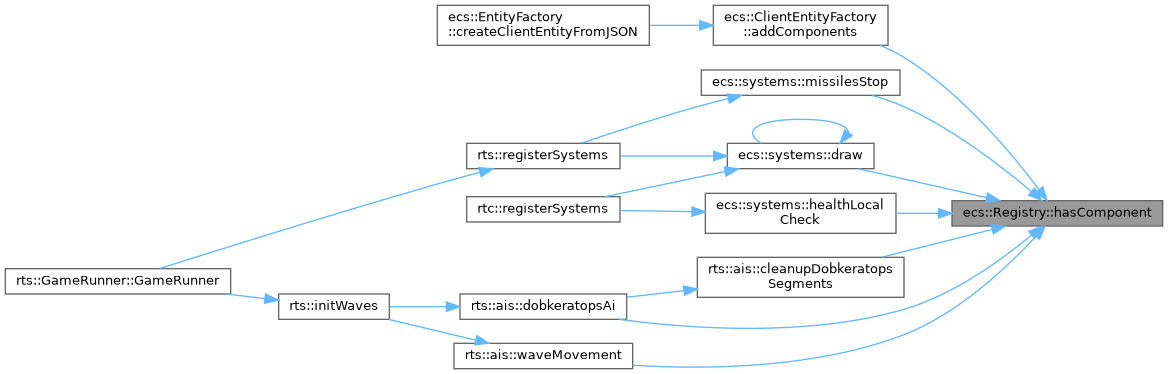 ecs::EntityFactory
::createClientEntityFromJSON
ecs::ClientEntityFactory
::addComponents
ecs::systems::missilesStop
rts::registerSystems
ecs::systems::draw
rtc::registerSystems
ecs::systems::healthLocal
Check
ecs::Registry::hasComponent
rts::GameRunner::GameRunner
rts::initWaves
rts::ais::dobkeratopsAi
rts::ais::cleanupDobkeratops
Segments
rts::ais::waveMovement